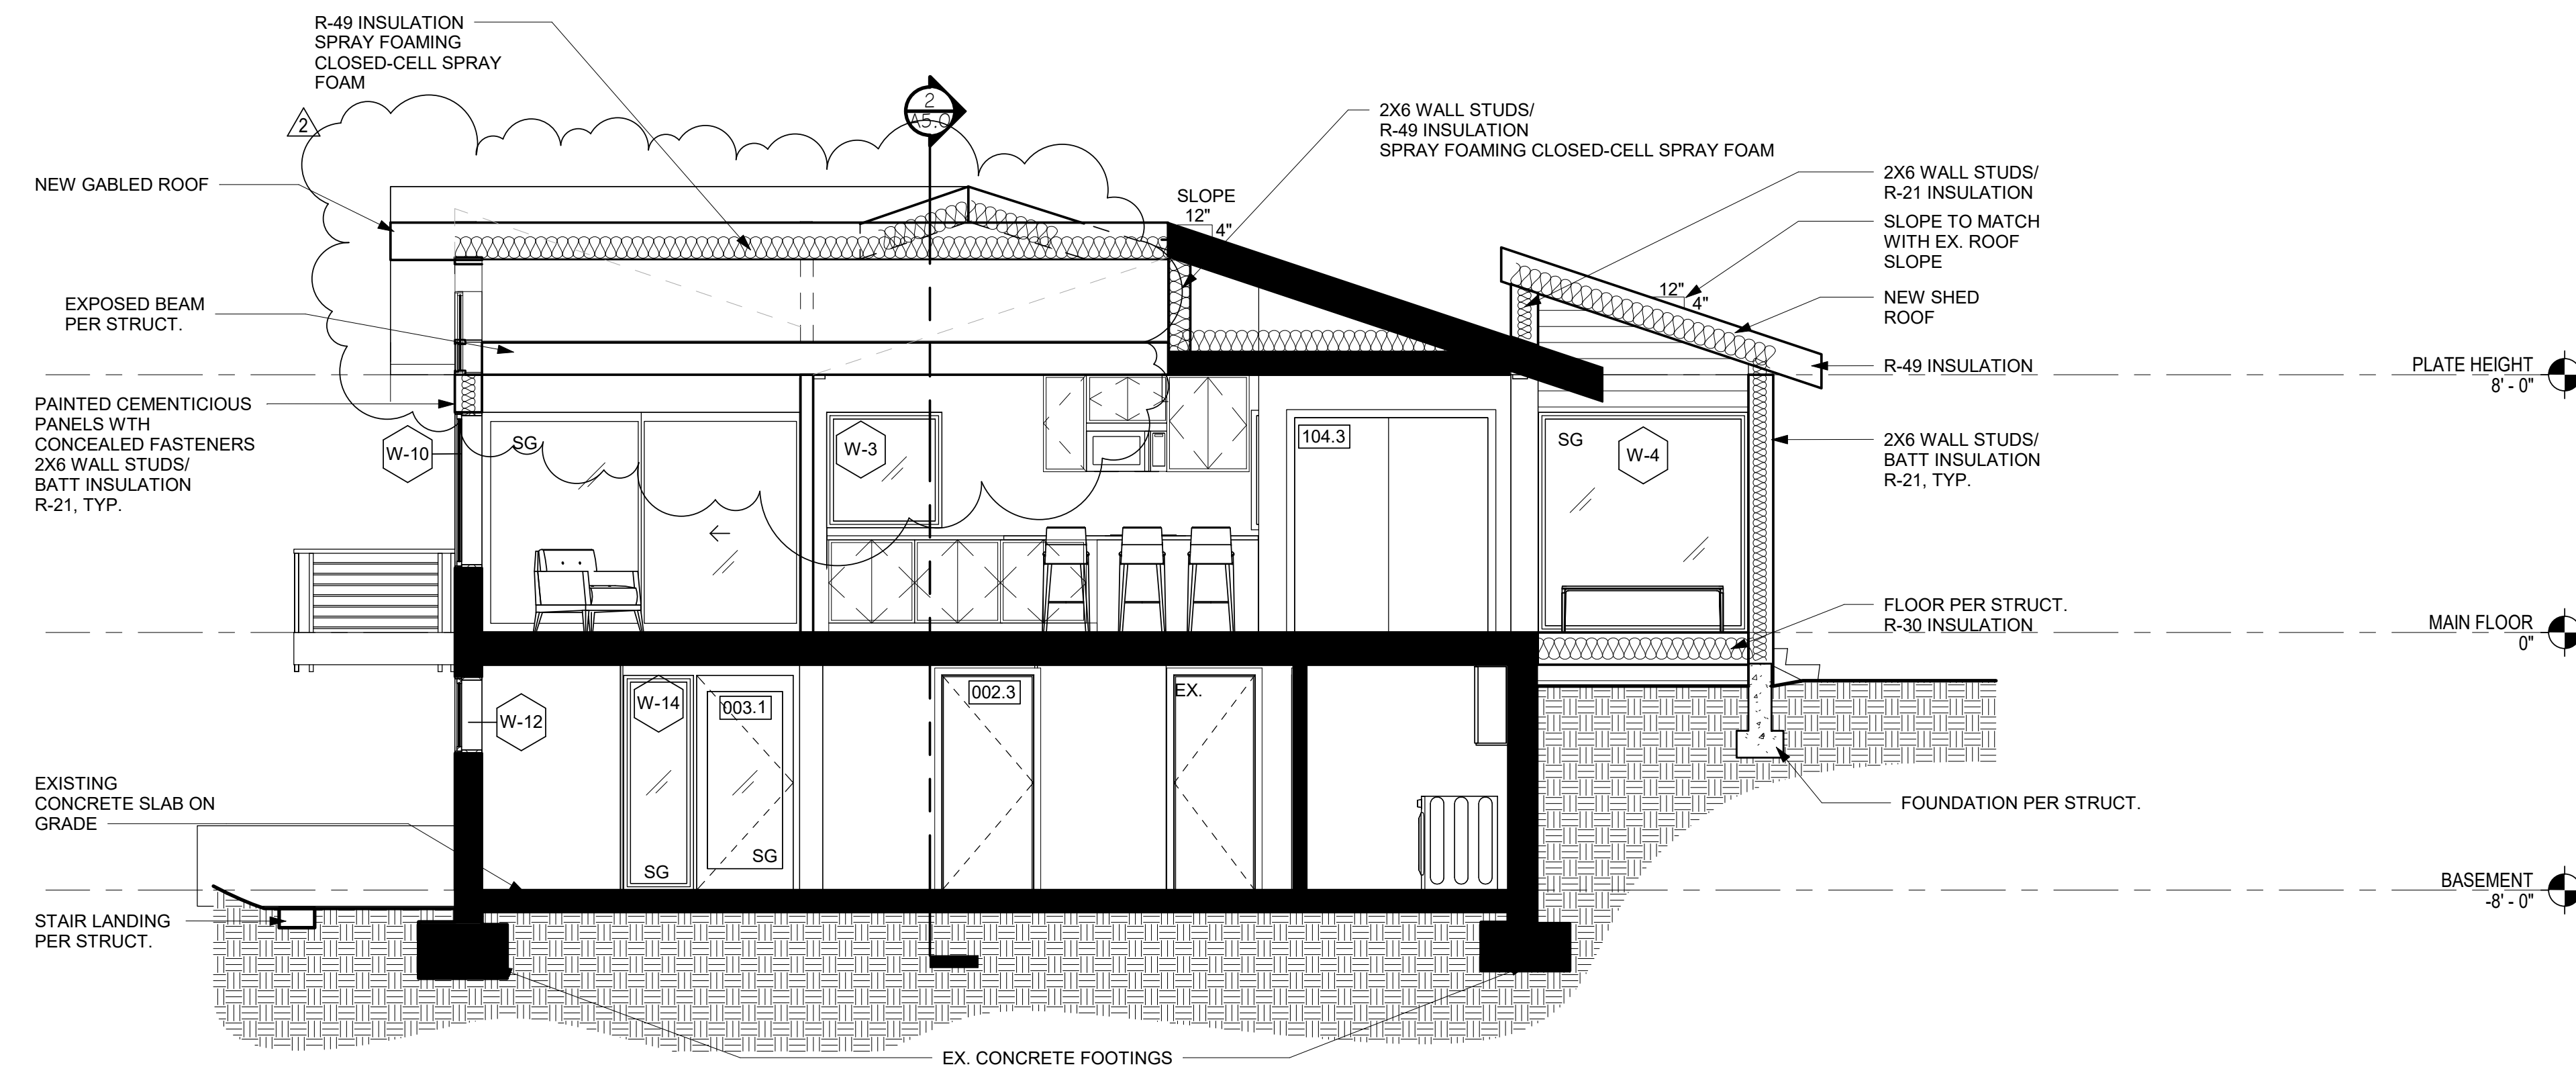 R-49 INSULATION
SPRAY FOAMING
CLOSED-CELL SPRAY
FOAM
2
2
A5.0
NEW GABLED ROOF
EXPOSED BEAM
PER STRUCT.
PAINTED CEMENTICIOUS
PANELS WTH
CONCEALED FASTENERS
2X6 WALL STUDS/
BATT INSULATION
R-21, TYP.
SLOPE
12"
4"
2X6 WALL STUDS/
R-49 INSULATION
SPRAY FOAMING CLOSED-CELL SPRAY FOAM
2X6 WALL STUDS/
R-21 INSULATION
SLOPE TO MATCH
WITH EX. ROOF
SLOPE
12"
4"
NEW SHED
ROOF
R-49 INSULATION
PLATE HEIGHT
8' - 0"
2X6 WALL STUDS/
BATT INSULATION
R-21, TYP.
W-10
SG
W-3
104.3
SG
W-4
FLOOR PER STRUCT.
R-30 INSULATION
MAIN FLOOR
0"
W-12
W-14
003.1
SG
SG
002.3
EX.
EXISTING
CONCRETE SLAB ON
GRADE
FOUNDATION PER STRUCT.
BASEMENT
-8' - 0"
STAIR LANDING
PER STRUCT.
EX. CONCRETE FOOTINGS